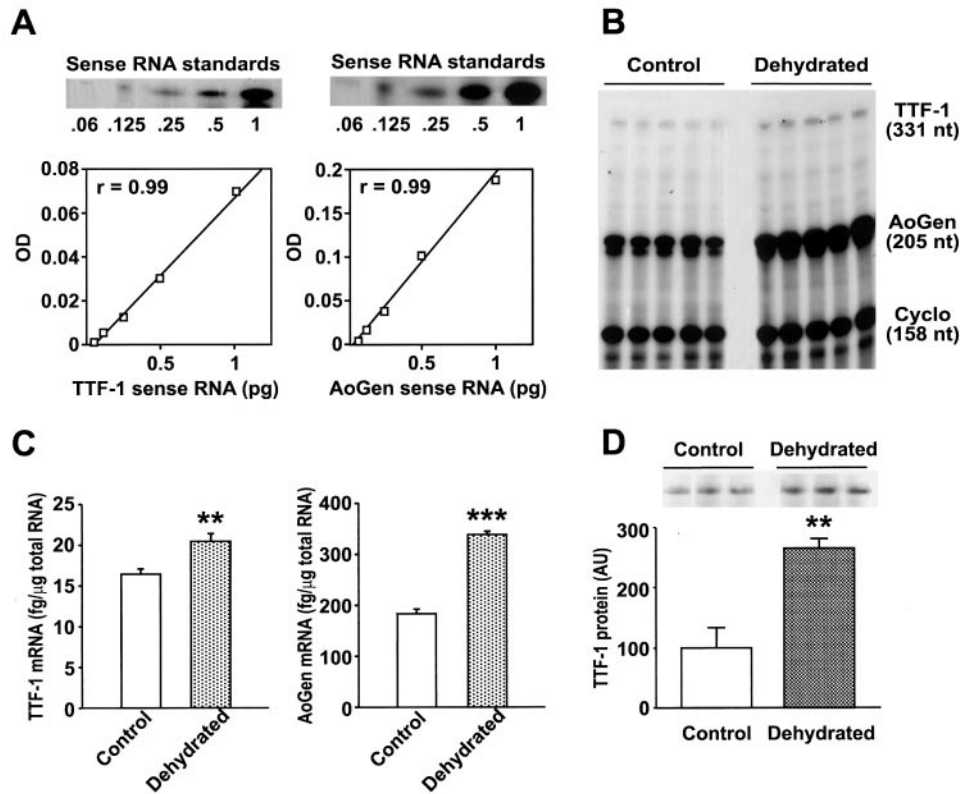 A
Sense RNA standards
.06 .125 .25 .5 1
r = 0.99
OD
0.08
0.06
0.04
0.02
0
0.5 1
TTF-1 sense RNA (pg)
Sense RNA standards
.06 .125 .25 .5 1
r = 0.99
OD
0.2
0.15
0.1
0.05
0
0.5 1
AoGen sense RNA (pg)
B
Control Dehydrated
TTF-1
(331 nt)
AoGen
(205 nt)
Cyclo
(158 nt)
C
TTF-1 mRNA (fg/μg total RNA)
25
20
15
10
5
0
**
Control
Dehydrated
AoGen mRNA (fg/μg total RNA)
400
300
200
100
0
***
Control
Dehydrated
D
Control Dehydrated
TTF-1 protein (AU)
300
200
100
0
**
Control Dehydrated